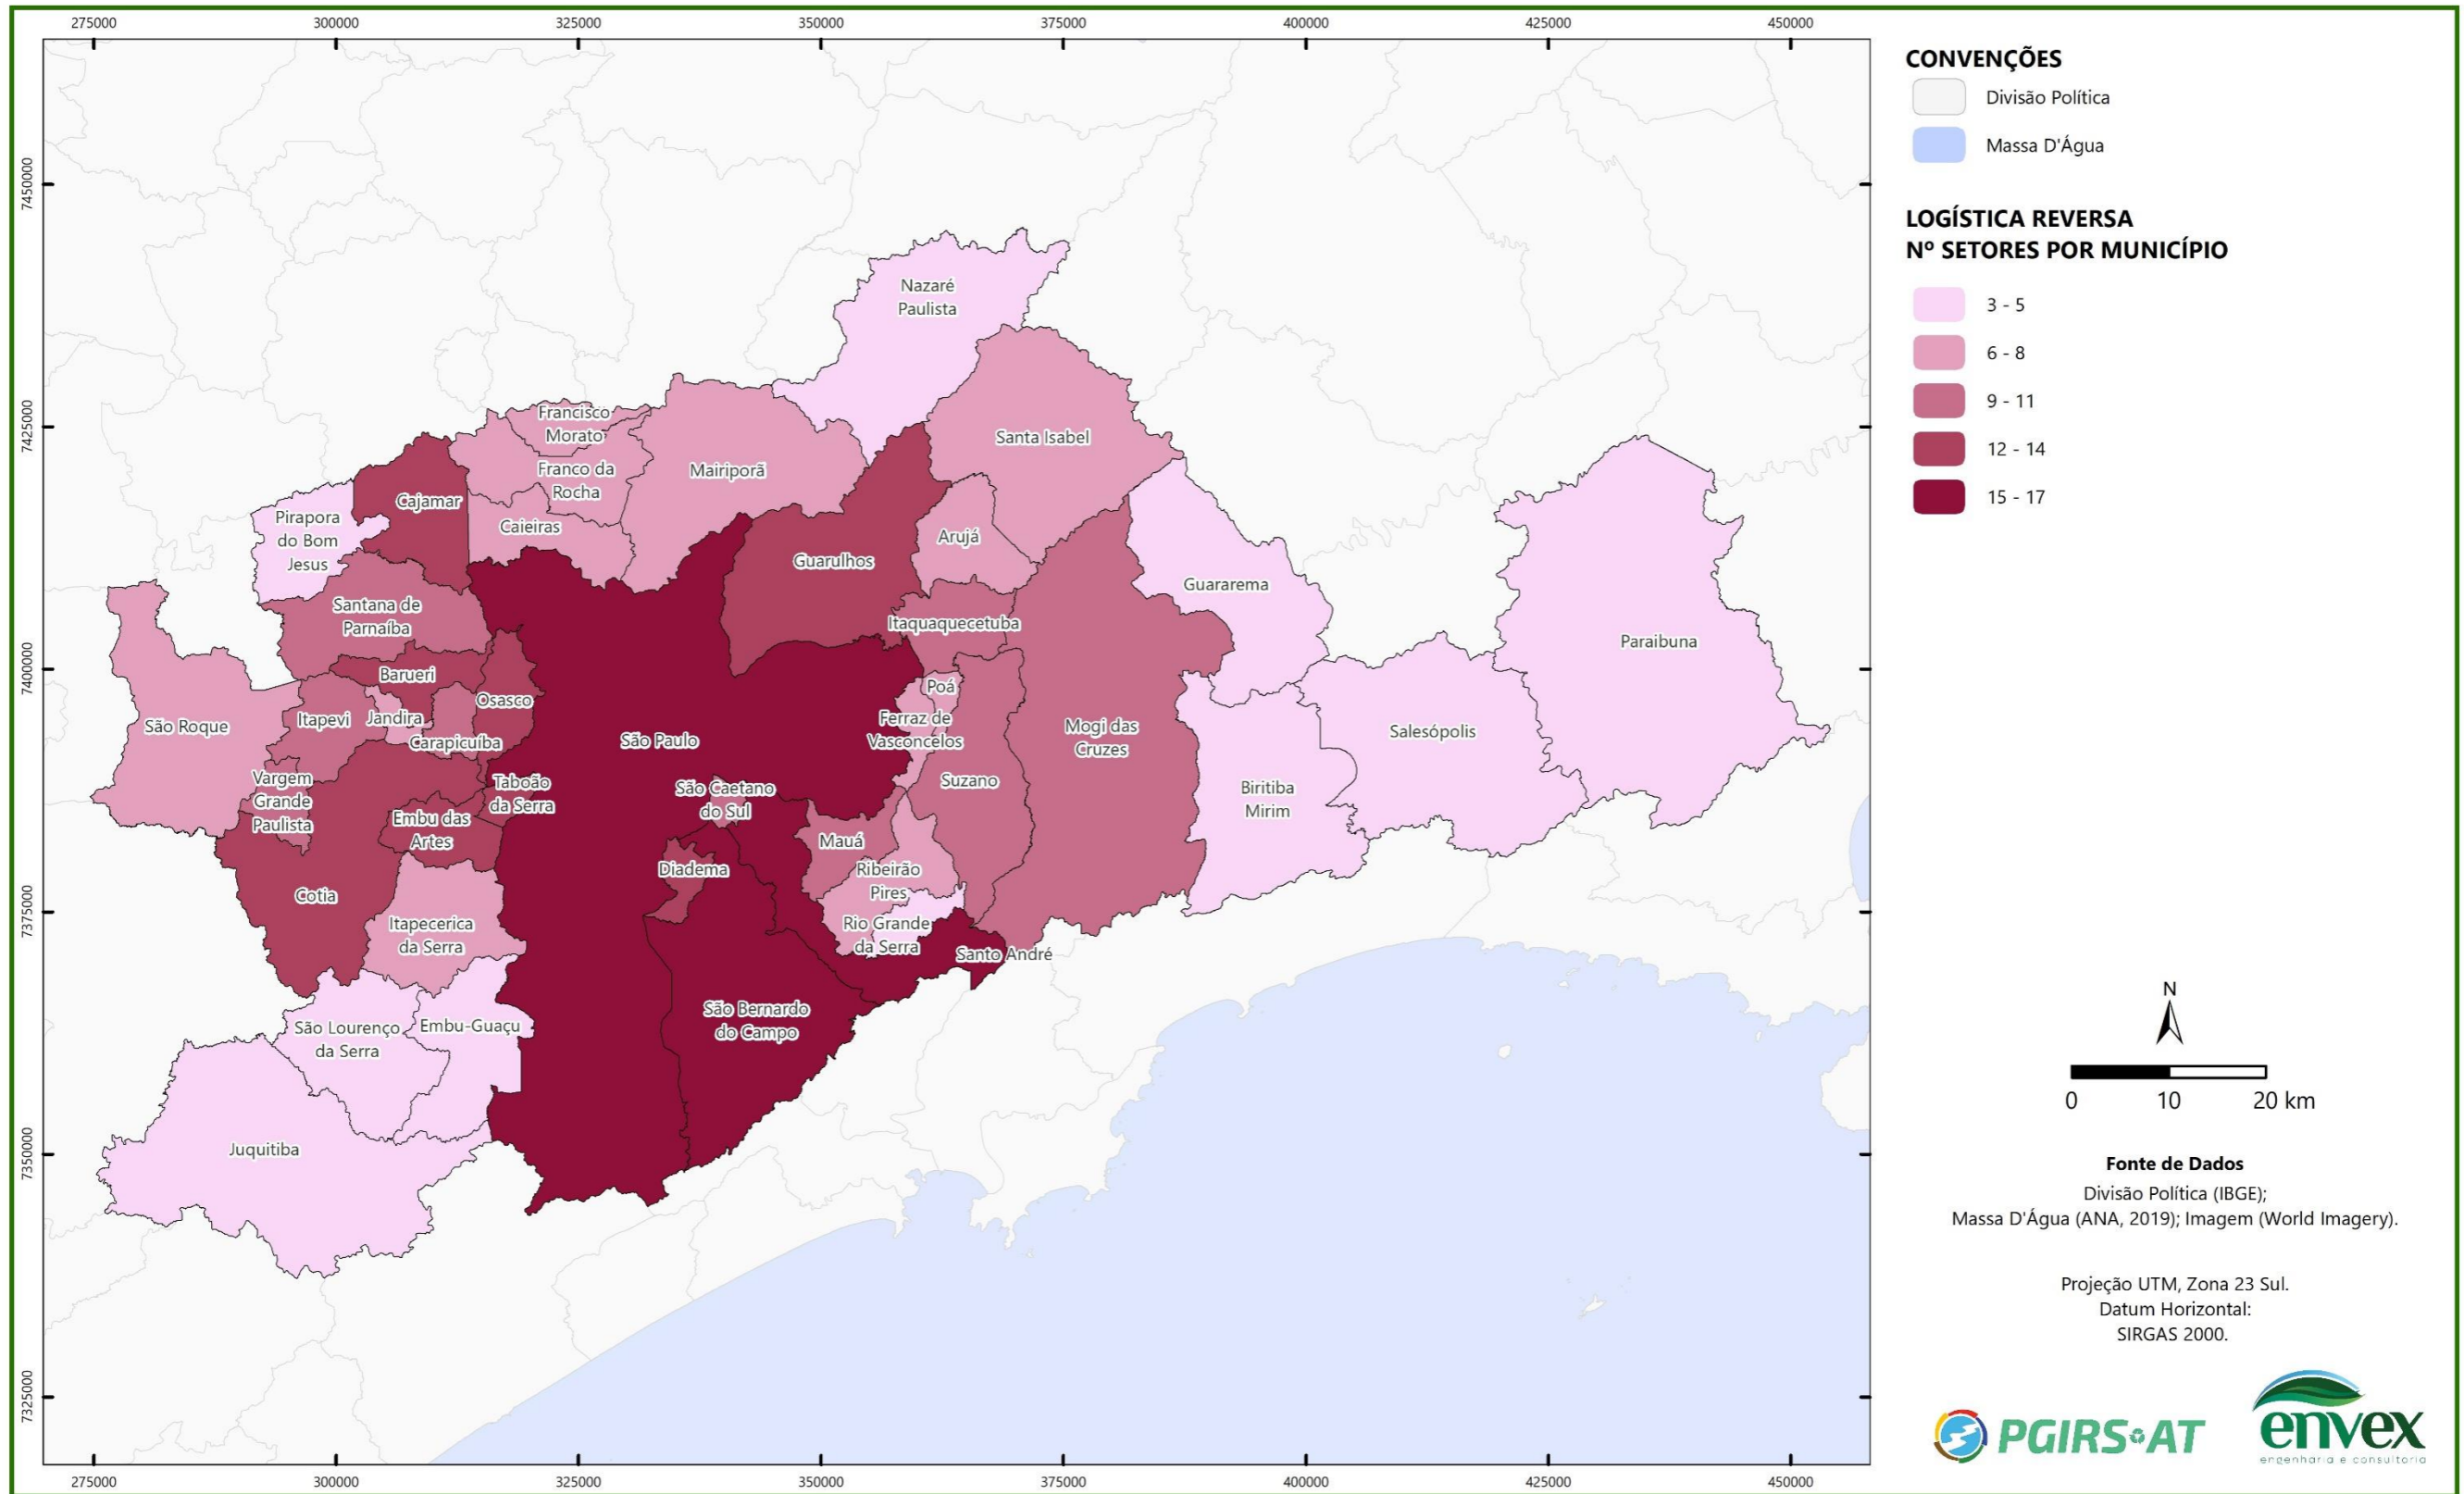 275000
300000
325000
350000
375000
400000
425000
450000
7450000
7425000
7400000
7375000
7350000
7325000
Nazaré
Paulista
Santa Isabel
Francisco
Morato
Franco da
Rocha
Mairiporã
Cajamar
Caieiras
Pirapora
do Bom
Jesus
Arujá
Guarulhos
Guararema
Santana de
Parnaíba
Itaquaquecetuba
Paraibuna
Barueri
Poá
Osasco
Itapevi
Jandira
São Roque
Ferraz de
Vasconcelos
Carapicuíba
São Paulo
Mogi das
Cruzes
Salesópolis
Vargem
Grande
Paulista
Taboão
da Serra
São Caetano
do Sul
Suzano
Biritiba
Mirim
Embu das
Artes
Mauá
Diadema
Ribeirão
Pires
Cotia
Itapecerica
da Serra
Rio Grande
da Serra
Santo André
São Bernardo
do Campo
São Lourenço
da Serra
Embu-Guaçu
Juquitiba
275000
300000
325000
350000
375000
400000
425000
450000
CONVENÇÕES
Divisão Política
Massa D'Água
LOGÍSTICA REVERSA
Nº SETORES POR MUNICÍPIO
3 - 5
6 - 8
9 - 11
12 - 14
15 - 17
N
0 10 20 km
Fonte de Dados
Divisão Política (IBGE);
Massa D'Água (ANA, 2019); Imagem (World Imagery).
Projeção UTM, Zona 23 Sul.
Datum Horizontal:
SIRGAS 2000.
PGIRS AT
envex
engenharia e consultoria